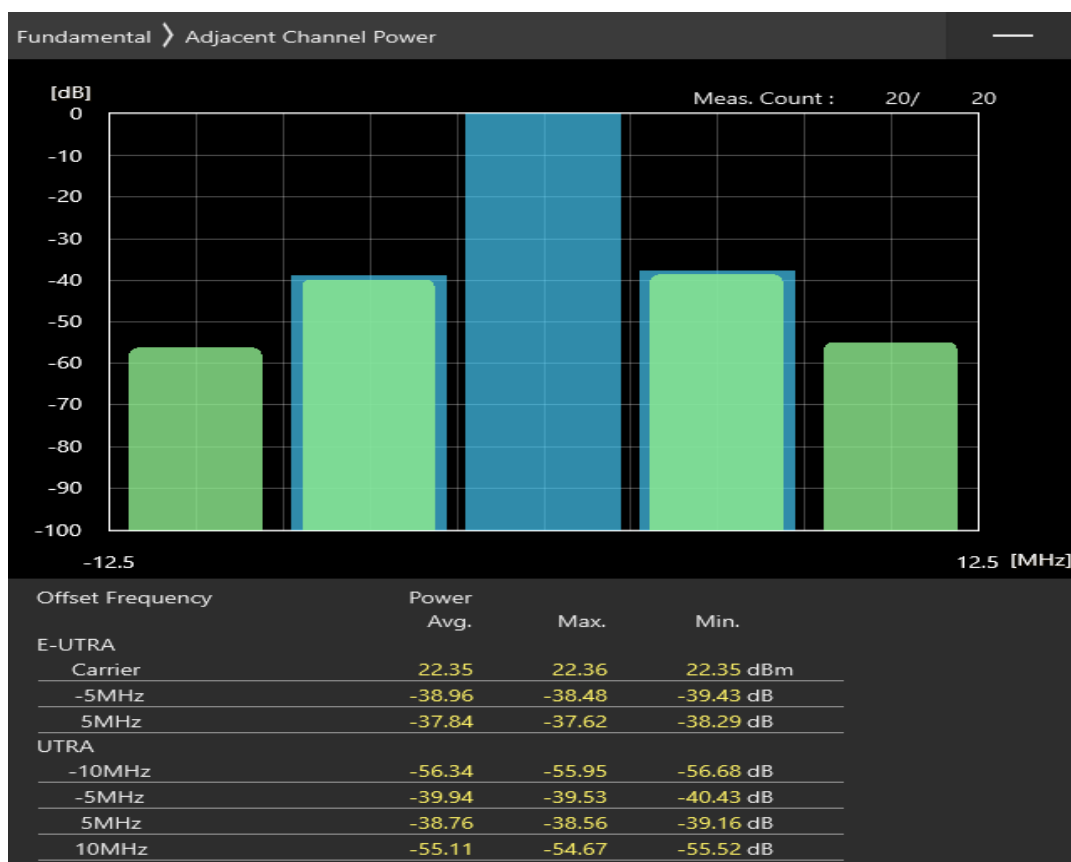 Fundamental 〉 Adjacent Channel Power
[dB]
Meas. Count : 20/ 20
0
-10
-20
-30
-40
-50
-60
-70
-80
-90
-100
-12.5 12.5 [MHz]
Offset Frequency Power
Avg. Max. Min.
E-UTRA
Carrier 22.35 22.36 22.35 dBm
-5MHz -38.96 -38.48 -39.43 dB
5MHz -37.84 -37.62 -38.29 dB
UTRA
-10MHz -56.34 -55.95 -56.68 dB
-5MHz -39.94 -39.53 -40.43 dB
5MHz -38.76 -38.56 -39.16 dB
10MHz -55.11 -54.67 -55.52 dB